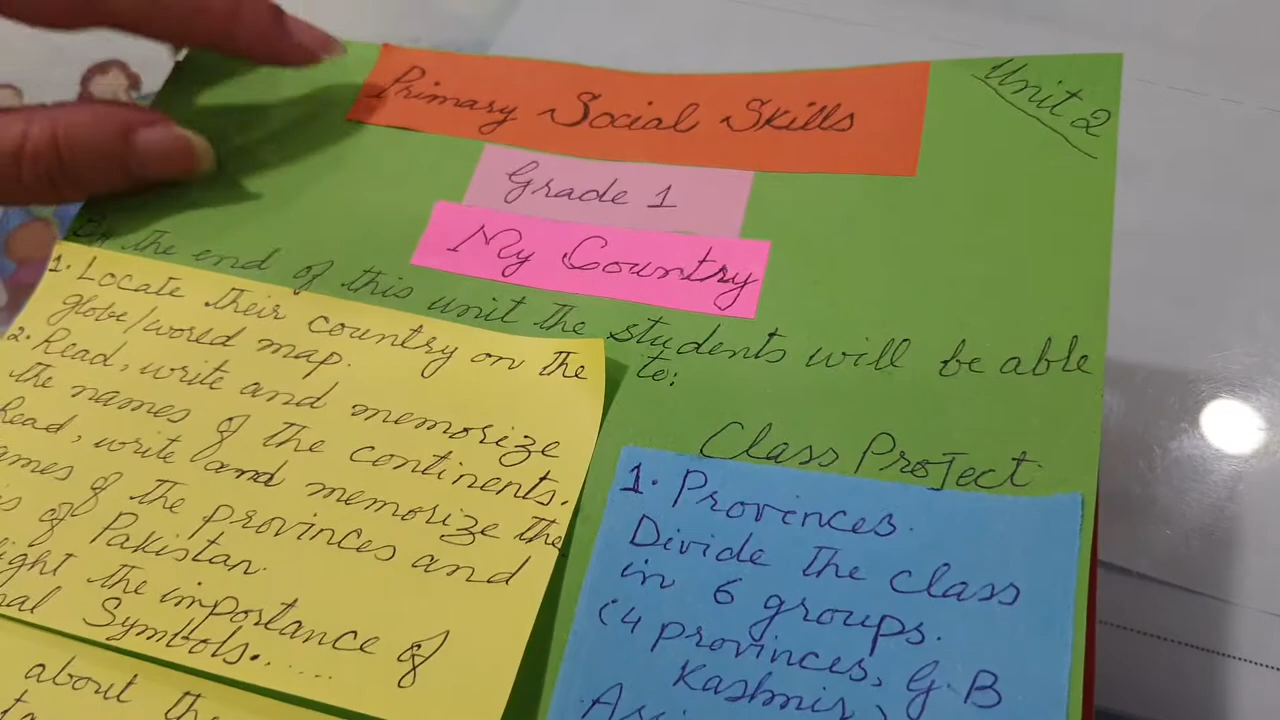 Primary Social Skills
Unit 2
Grade 1
My Country
By the end of this unit the students will be able
to:
1. Locate their country on the
globe/world map.
2. Read, write and memorize
the names of the continents.
Read, write and memorize the
names of the provinces and
of Pakistan.
the importance of
Symbols.....
about the
Class Project
1. Provinces.
Divide the class
in 6 groups.
(4 provinces, G.B
Kashmir,